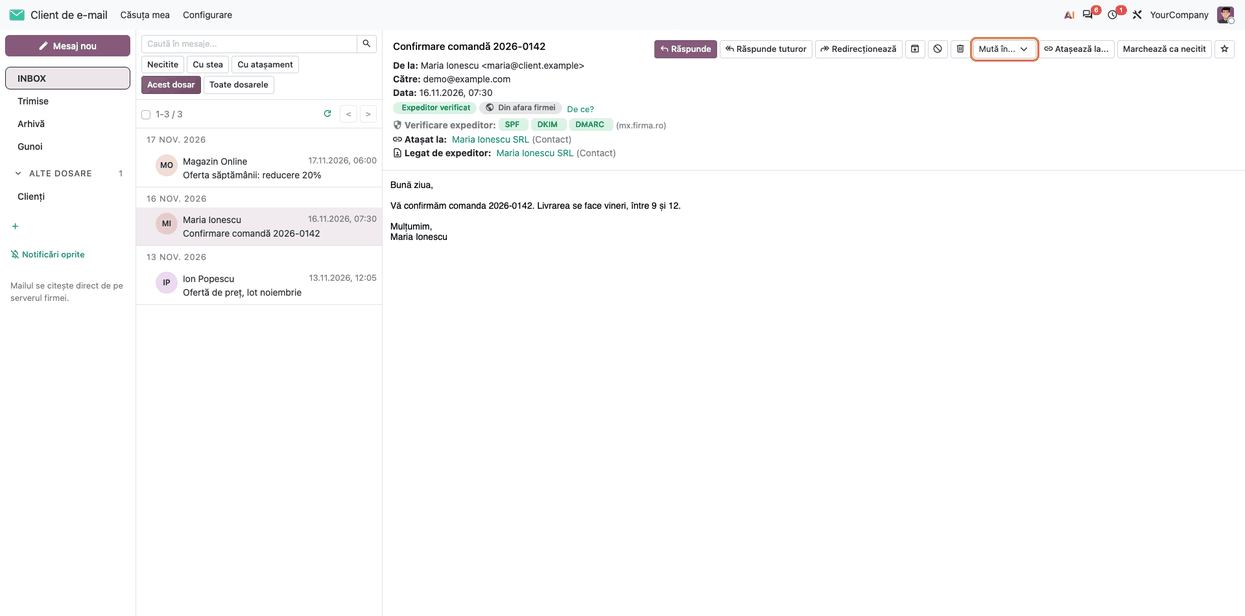 Client de e-mail Căsuța mea Configurare
AI 6 1 YourCompany
Mesaj nou
INBOX
Trimise
Arhivă
Gunoi
ALTE DOSARE 1
Clienți
+
Notificări oprite
Mailul se citește direct de pe
serverul firmei.
Caută în mesaje...
Necitite Cu stea Cu atașament
Acest dosar Toate dosarele
1-3 / 3 < >
17 NOV. 2026
MO Magazin Online 17.11.2026, 06:00
Oferta săptămânii: reducere 20%
16 NOV. 2026
MI Maria Ionescu 16.11.2026, 07:30
Confirmare comandă 2026-0142
13 NOV. 2026
IP Ion Popescu 13.11.2026, 12:05
Ofertă de preț, lot noiembrie
Confirmare comandă 2026-0142
Răspunde Răspunde tuturor Redirecționează Mută în... Atașează la... Marchează ca necitit
De la: Maria Ionescu <maria@client.example>
Către: demo@example.com
Data: 16.11.2026, 07:30
Expeditor verificat Din afara firmei De ce?
Verificare expeditor: SPF DKIM DMARC (mx.firma.ro)
Atașat la: Maria Ionescu SRL (Contact)
Legat de expeditor: Maria Ionescu SRL (Contact)
Bună ziua,
Vă confirmăm comanda 2026-0142. Livrarea se face vineri, între 9 și 12.
Mulțumim,
Maria Ionescu